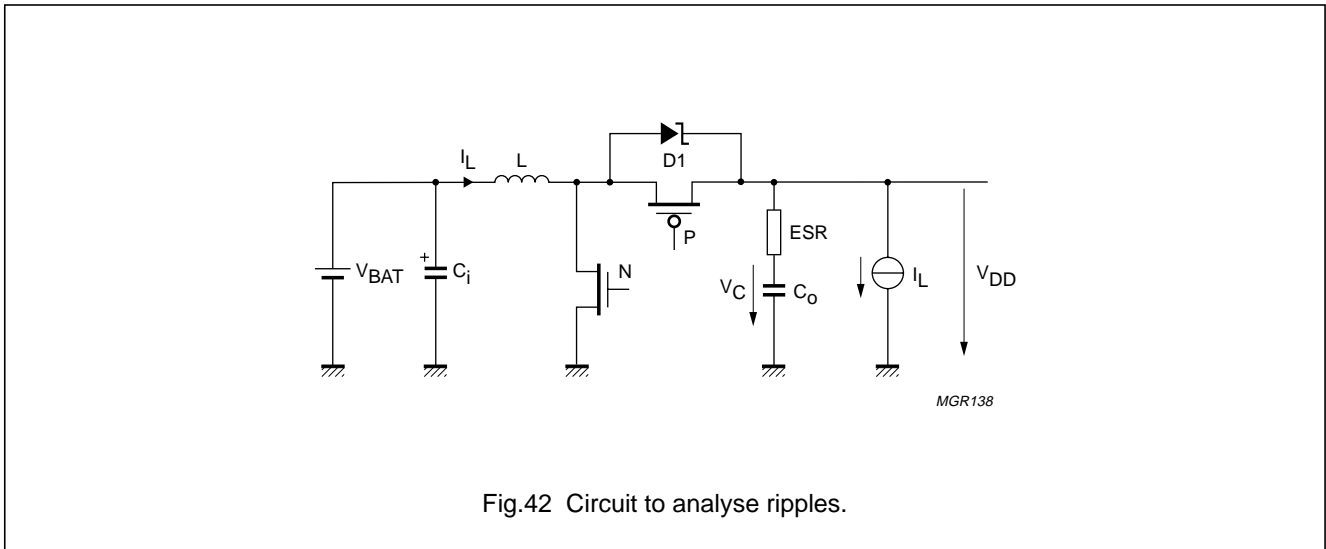 I_L
L
D1
P
N
ESR
V_BAT
+
C_i
V_C
C_o
I_L
V_DD
MGR138
Fig.42 Circuit to analyse ripples.